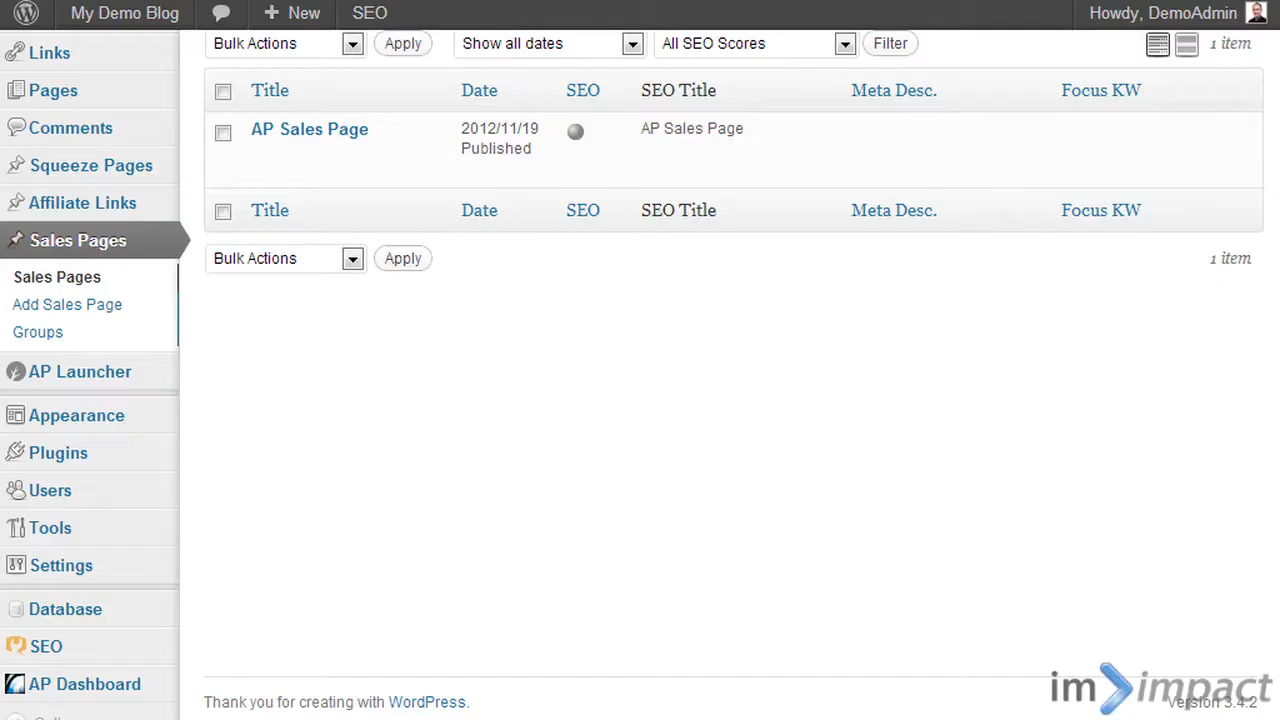 My Demo Blog
New
SEO
Howdy, DemoAdmin
Links
Pages
Comments
Squeeze Pages
Affiliate Links
Sales Pages
Sales Pages
Add Sales Page
Groups
AP Launcher
Appearance
Plugins
Users
Tools
Settings
Database
SEO
AP Dashboard
Bulk Actions Apply Show all dates All SEO Scores Filter 1 item
Title Date SEO SEO Title Meta Desc. Focus KW
AP Sales Page 2012/11/19 AP Sales Page
Published
Title Date SEO SEO Title Meta Desc. Focus KW
Bulk Actions Apply 1 item
im impact
Thank you for creating with WordPress. Version 3.4.2